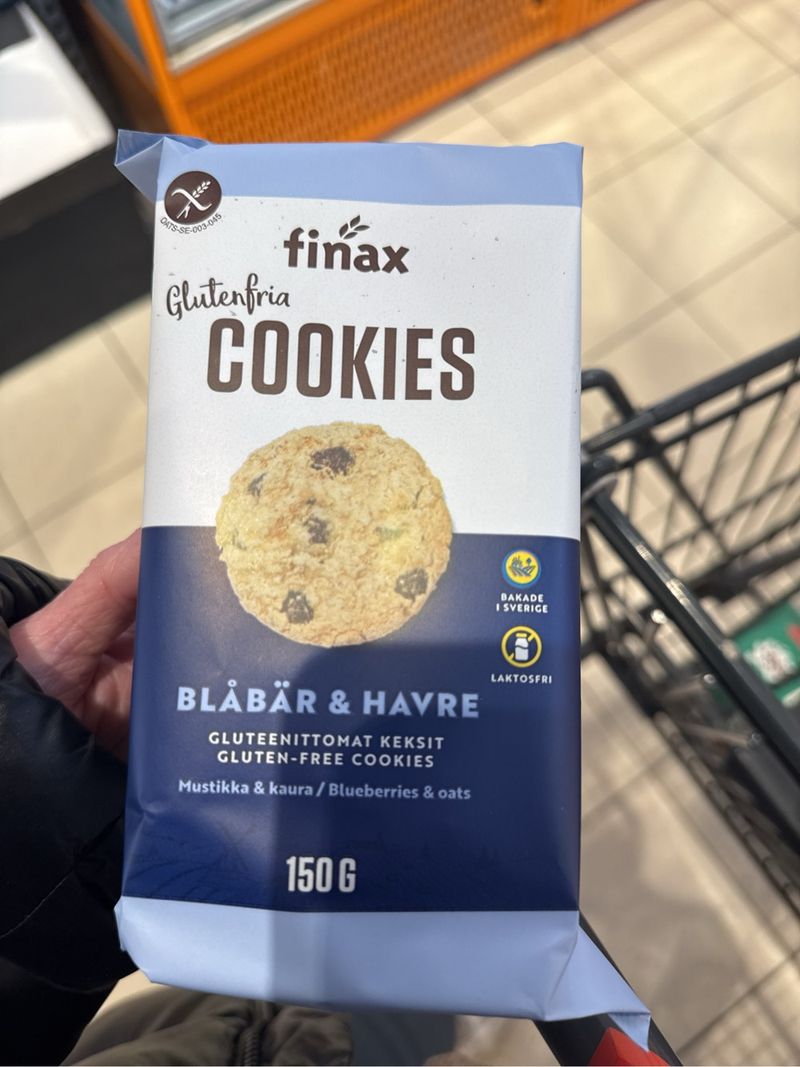 OATS-SE-003-045
finax
Glutenfria
COOKIES
BAKADE
I SVERIGE
LAKTOSFRI
BLÅBÄR & HAVRE
GLUTEENITTOMAT KEKSIT
GLUTEN-FREE COOKIES
Mustikka & kaura / Blueberries & oats
150 G